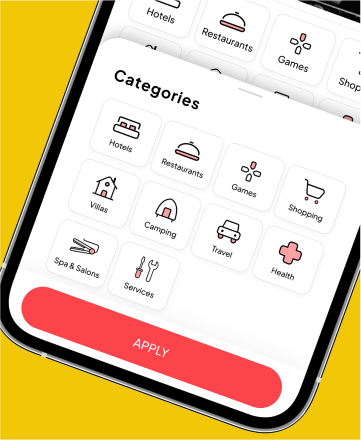 Hotels
Restaurants
Games
Shop
Categories
Hotels
Restaurants
Games
Shopping
Villas
Camping
Travel
Health
Spa & Salons
Services
APPLY